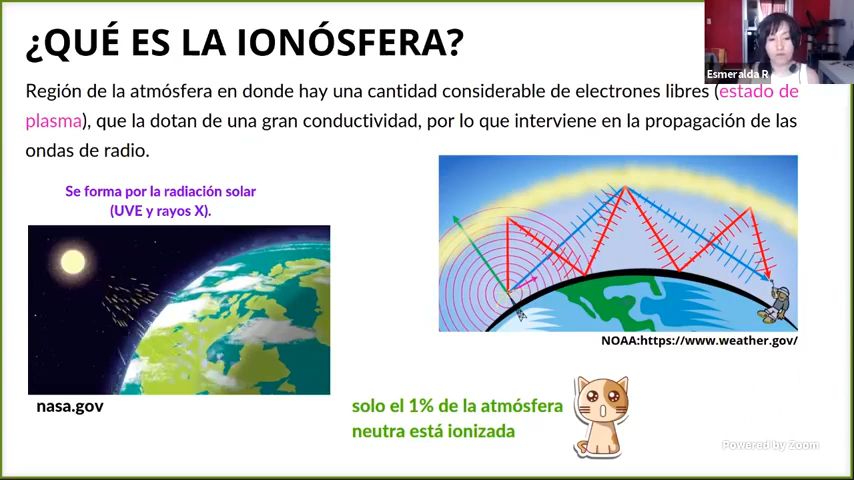 ¿QUÉ ES LA IONÓSFERA?
Esmeralda R
Región de la atmósfera en donde hay una cantidad considerable de electrones libres (estado de
plasma), que la dotan de una gran conductividad, por lo que interviene en la propagación de las
ondas de radio.
Se forma por la radiación solar
(UVE y rayos X).
NOAA:https://www.weather.gov/
nasa.gov
solo el 1% de la atmósfera
neutra está ionizada
Powered by Zoom